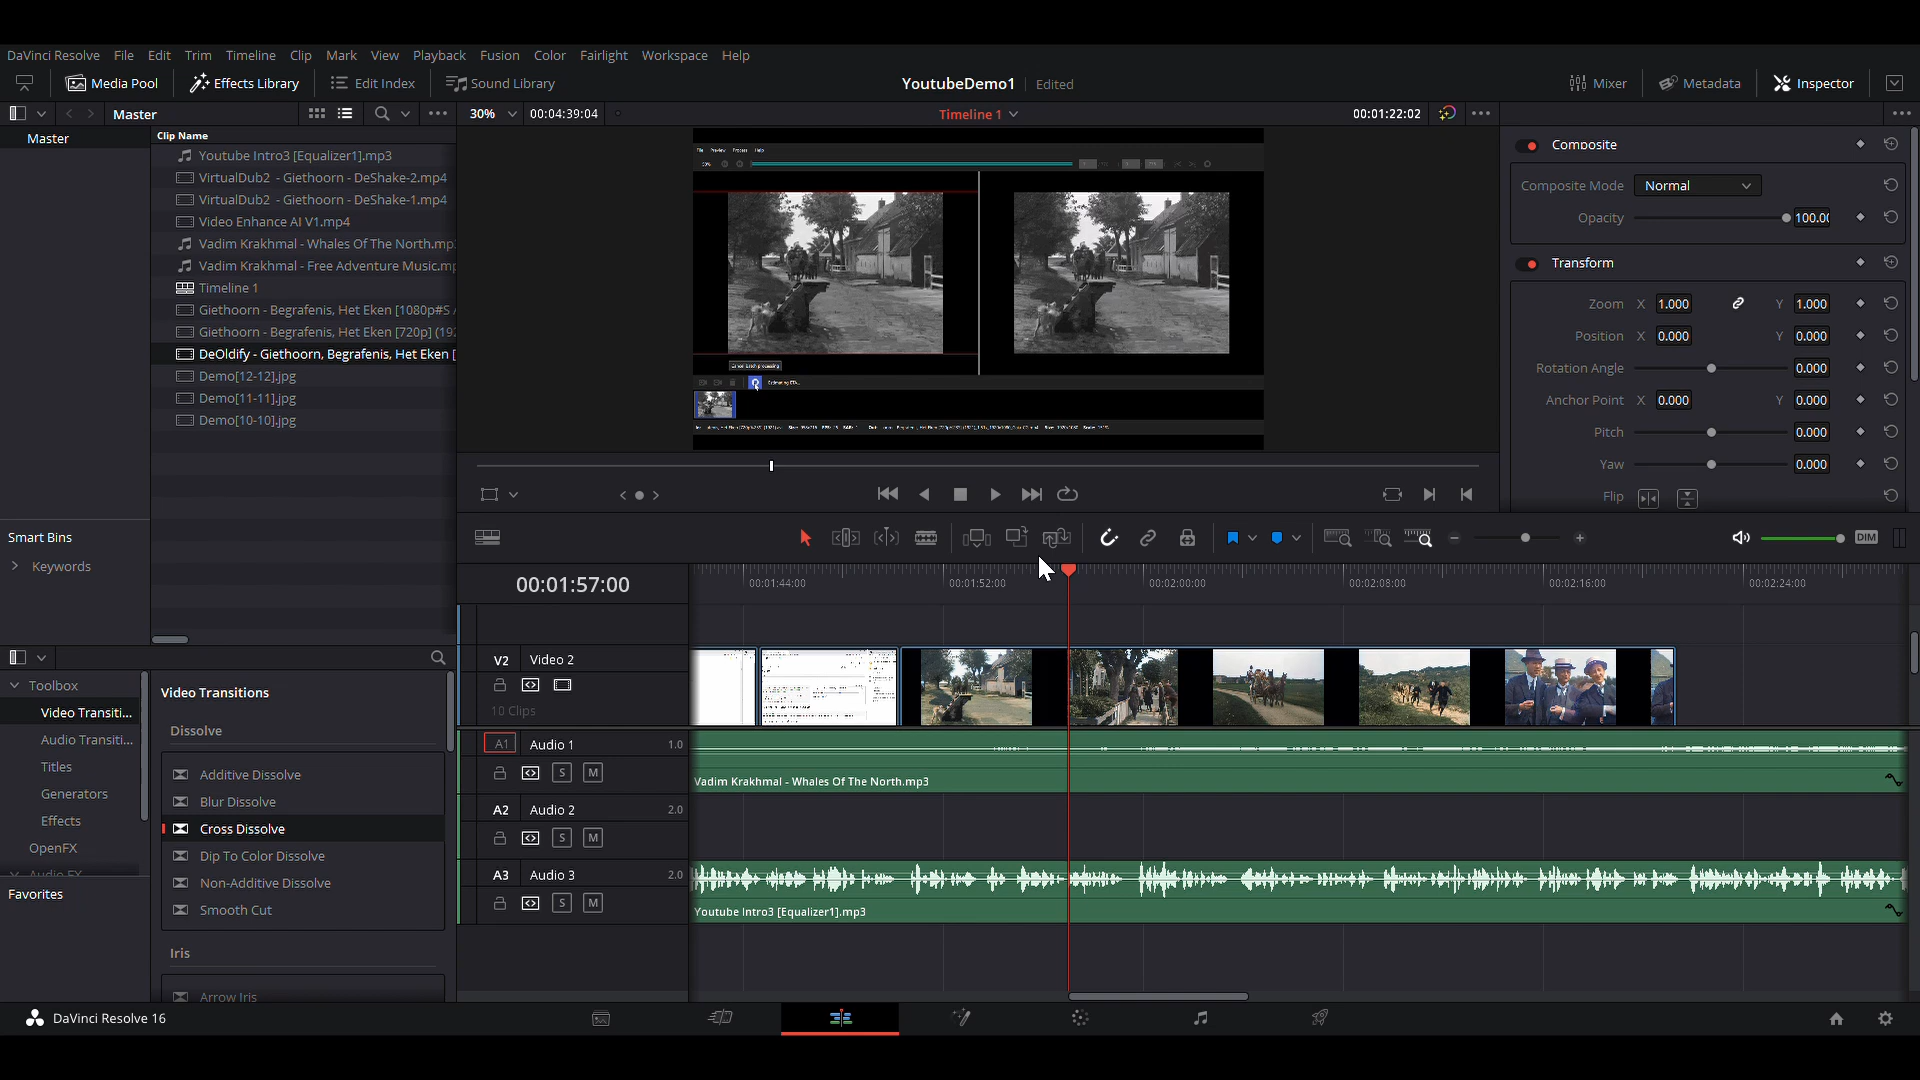 DaVinci Resolve File Edit Trim Timeline Clip Mark View Playback Fusion Color Fairlight Workspace Help
Media Pool Effects Library Edit Index Sound Library YoutubeDemo1 Edited Mixer Metadata Inspector
Master 30% 00:04:39:04 Timeline 1 00:01:22:02
Master
Clip Name
Youtube Intro3 [Equalizer1].mp3
VirtualDub2 - Giethoorn - DeShake-2.mp4
VirtualDub2 - Giethoorn - DeShake-1.mp4
Video Enhance AI V1.mp4
Vadim Krakhmal - Whales Of The North.mp
Vadim Krakhmal - Free Adventure Music.m
Timeline 1
Giethoorn - Begrafenis, Het Eken [1080p#S
Giethoorn - Begrafenis, Het Eken [720p] (192
DeOldify - Giethoorn, Begrafenis, Het Eken [
Demo[12-12].jpg
Demo[11-11].jpg
Demo[10-10].jpg
Smart Bins
Keywords
File Preview Process Help
50%
Estimating ETA...
Composite
Composite Mode Normal
Opacity 100.0
Transform
Zoom X 1.000 Y 1.000
Position X 0.000 Y 0.000
Rotation Angle 0.000
Anchor Point X 0.000 Y 0.000
Pitch 0.000
Yaw 0.000
Flip
DIM
00:01:57:00
00:01:44:00 00:01:52:00 00:02:00:00 00:02:08:00 00:02:16:00 00:02:24:00
V2 Video 2
10 Clips
A1 Audio 1 1.0
S M
Vadim Krakhmal - Whales Of The North.mp3
A2 Audio 2 2.0
S M
A3 Audio 3 2.0
S M
Youtube Intro3 [Equalizer1].mp3
Toolbox
Video Transiti...
Audio Transiti...
Titles
Generators
Effects
OpenFX
Audio FX
Favorites
Video Transitions
Dissolve
Additive Dissolve
Blur Dissolve
Cross Dissolve
Dip To Color Dissolve
Non-Additive Dissolve
Smooth Cut
Iris
Arrow Iris
DaVinci Resolve 16